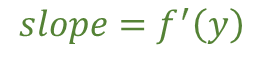 slope = f′(y)